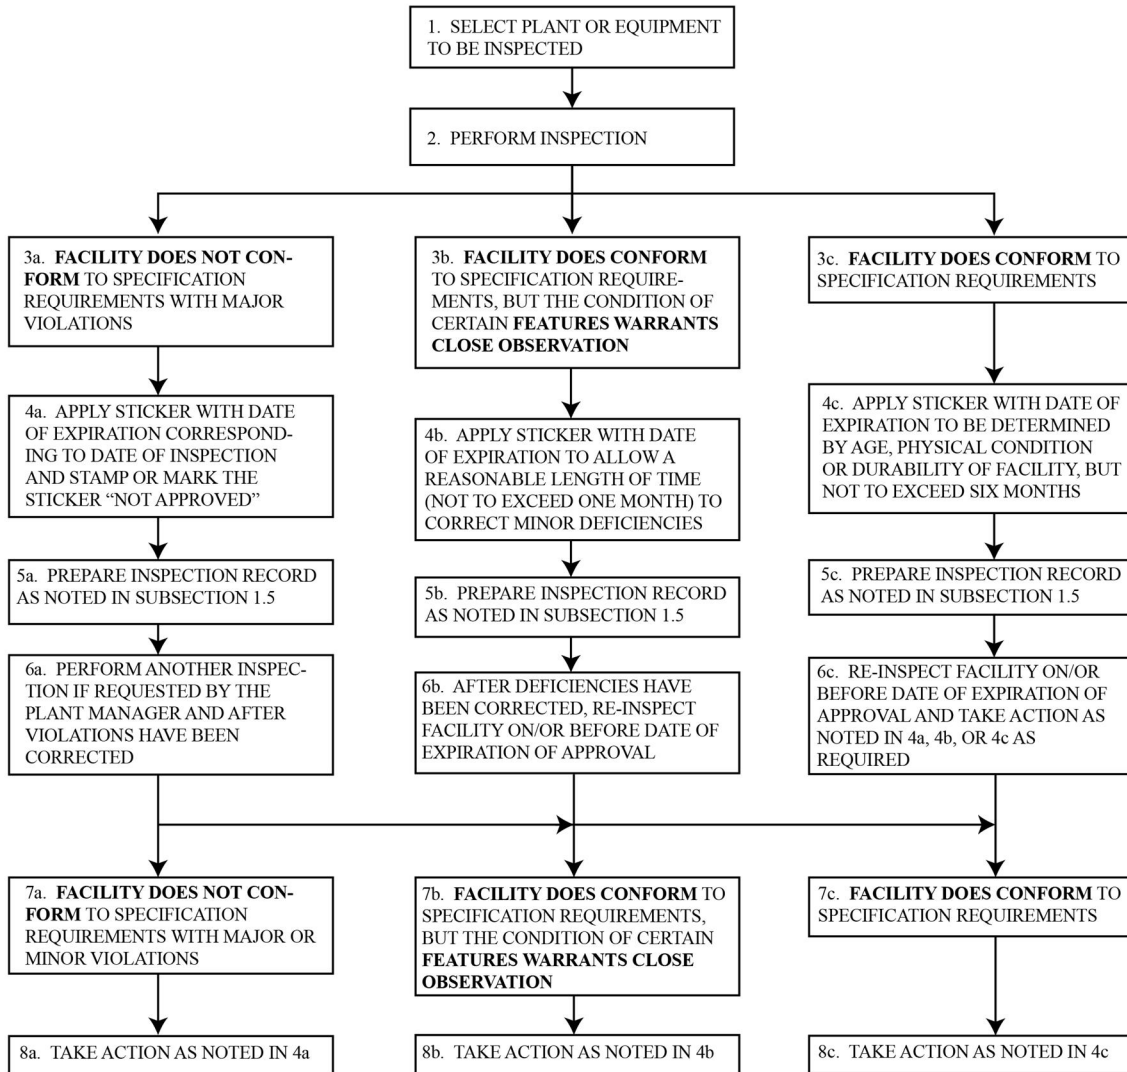 1. SELECT PLANT OR EQUIPMENT
TO BE INSPECTED
2. PERFORM INSPECTION
3a. FACILITY DOES NOT CON-
FORM TO SPECIFICATION
REQUIREMENTS WITH MAJOR
VIOLATIONS
3b. FACILITY DOES CONFORM
TO SPECIFICATION REQUIRE-
MENTS, BUT THE CONDITION OF
CERTAIN FEATURES WARRANTS
CLOSE OBSERVATION
3c. FACILITY DOES CONFORM TO
SPECIFICATION REQUIREMENTS
4a. APPLY STICKER WITH DATE
OF EXPIRATION CORRESPOND-
ING TO DATE OF INSPECTION
AND STAMP OR MARK THE
STICKER “NOT APPROVED”
4b. APPLY STICKER WITH DATE
OF EXPIRATION TO ALLOW A
REASONABLE LENGTH OF TIME
(NOT TO EXCEED ONE MONTH) TO
CORRECT MINOR DEFICIENCIES
4c. APPLY STICKER WITH DATE OF
EXPIRATION TO BE DETERMINED
BY AGE, PHYSICAL CONDITION
OR DURABILITY OF FACILITY, BUT
NOT TO EXCEED SIX MONTHS
5a. PREPARE INSPECTION RECORD
AS NOTED IN SUBSECTION 1.5
5b. PREPARE INSPECTION RECORD
AS NOTED IN SUBSECTION 1.5
5c. PREPARE INSPECTION RECORD
AS NOTED IN SUBSECTION 1.5
6a. PERFORM ANOTHER INSPEC-
TION IF REQUESTED BY THE
PLANT MANAGER AND AFTER
VIOLATIONS HAVE BEEN
CORRECTED
6b. AFTER DEFICIENCIES HAVE
BEEN CORRECTED, RE-INSPECT
FACILITY ON/OR BEFORE DATE OF
EXPIRATION OF APPROVAL
6c. RE-INSPECT FACILITY ON/OR
BEFORE DATE OF EXPIRATION OF
APPROVAL AND TAKE ACTION AS
NOTED IN 4a, 4b, OR 4c AS
REQUIRED
7a. FACILITY DOES NOT CON-
FORM TO SPECIFICATION
REQUIREMENTS WITH MAJOR OR
MINOR VIOLATIONS
7b. FACILITY DOES CONFORM TO
SPECIFICATION REQUIREMENTS,
BUT THE CONDITION OF CERTAIN
FEATURES WARRANTS CLOSE
OBSERVATION
7c. FACILITY DOES CONFORM TO
SPECIFICATION REQUIREMENTS
8a. TAKE ACTION AS NOTED IN 4a
8b. TAKE ACTION AS NOTED IN 4b
8c. TAKE ACTION AS NOTED IN 4c